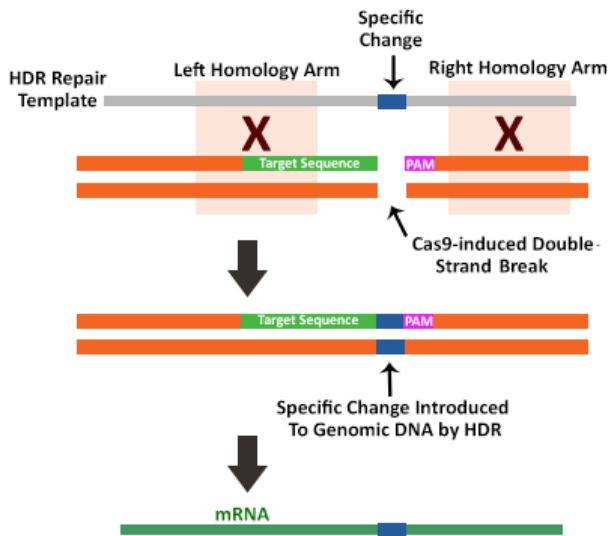 Specific
Change
Left Homology Arm
Right Homology Arm
HDR Repair
Template
X
X
Target Sequence
PAM
Cas9-induced Double-
Strand Break
Target Sequence
PAM
Specific Change Introduced
To Genomic DNA by HDR
mRNA